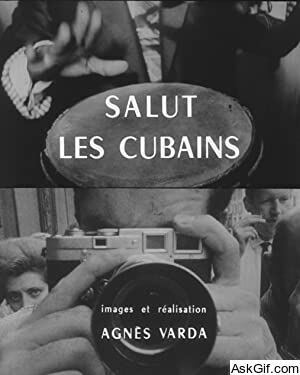 SALUT
LES CUBAINS
images et réalisation
AGNÈS VARDA
AskGif.com